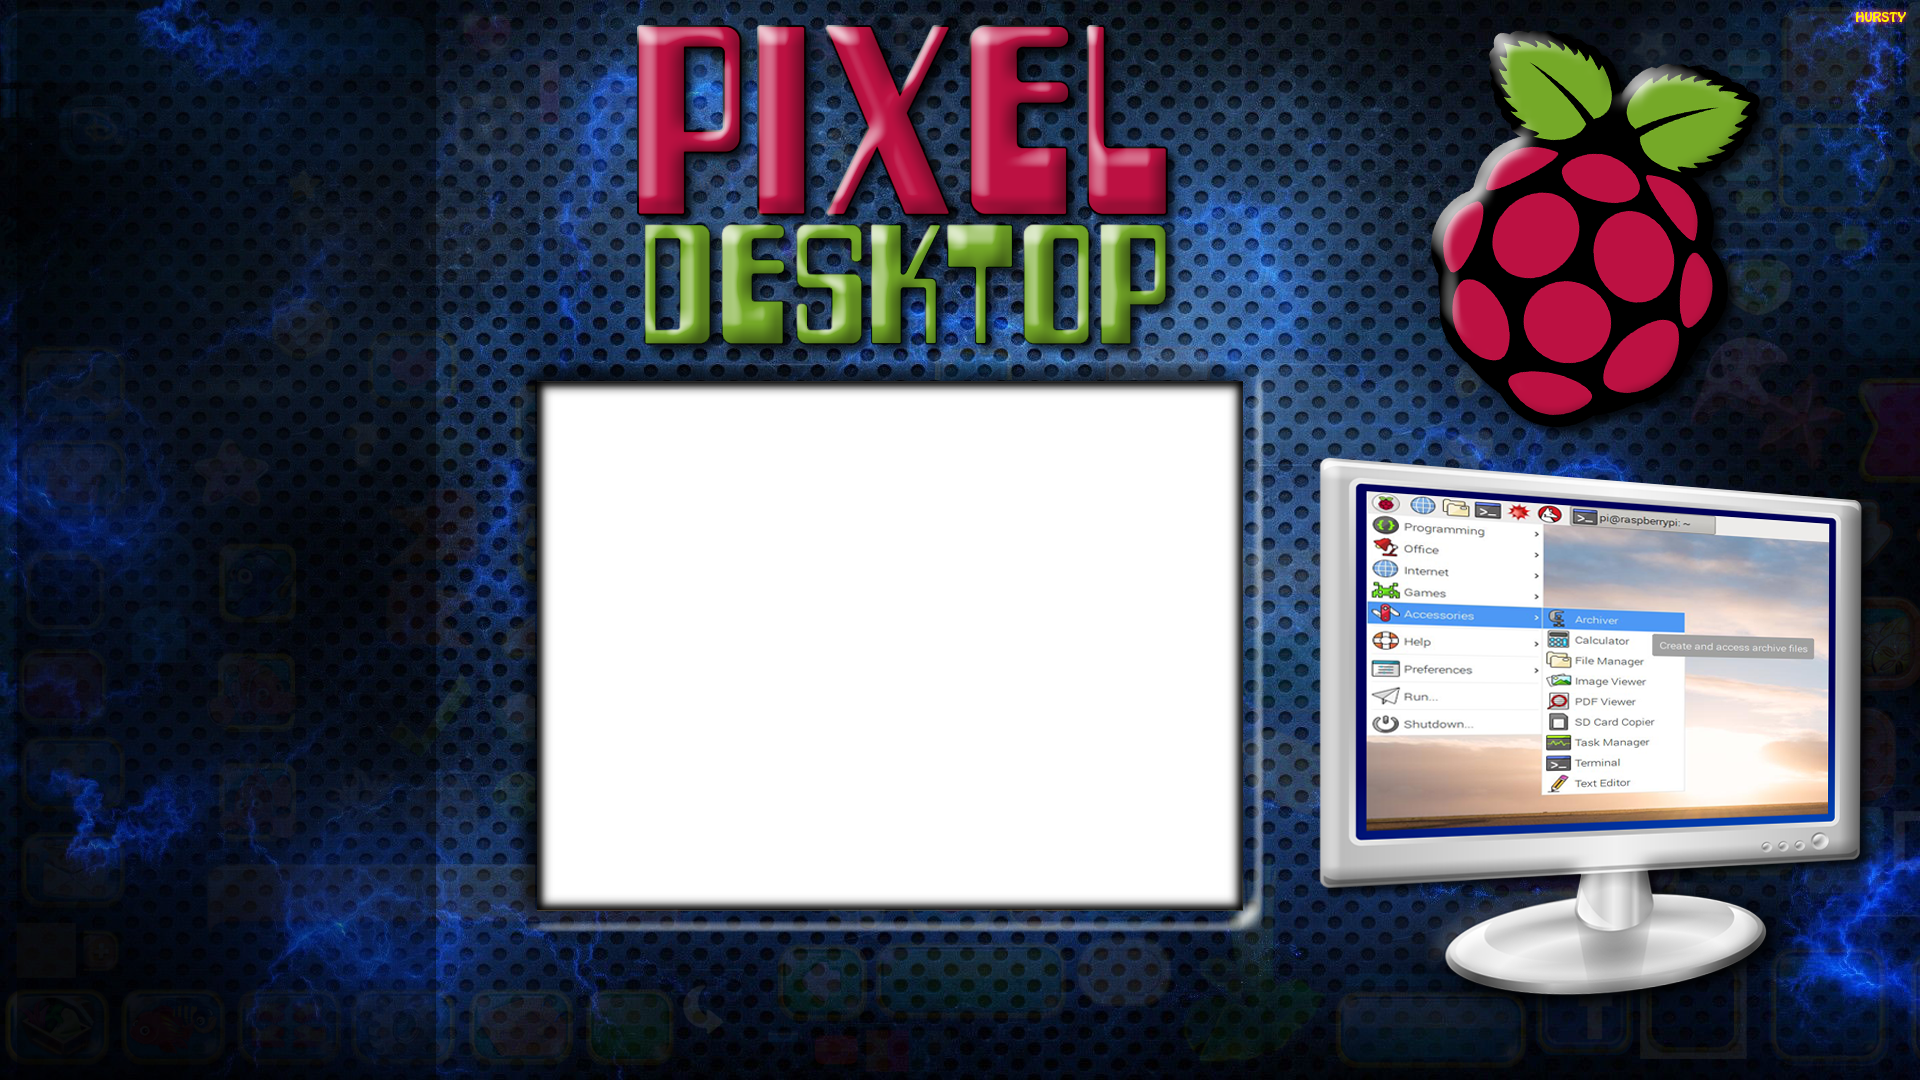 HURSTY
PIXEL
DESKTOP
pi@raspberrypi: ~
Programming
Office
Internet
Games
Accessories
Help
Preferences
Run...
Shutdown...
Archiver
Calculator
Create and access archive files
File Manager
Image Viewer
PDF Viewer
SD Card Copier
Task Manager
Terminal
Text Editor